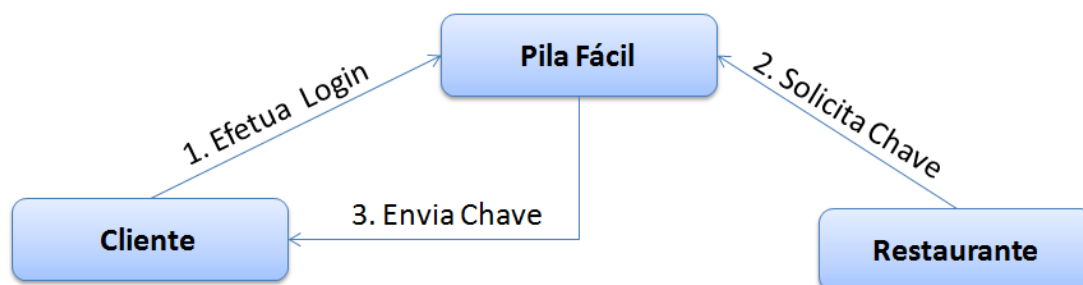 Pila Fácil
1. Efetua Login
2. Solicita Chave
3. Envia Chave
Cliente
Restaurante